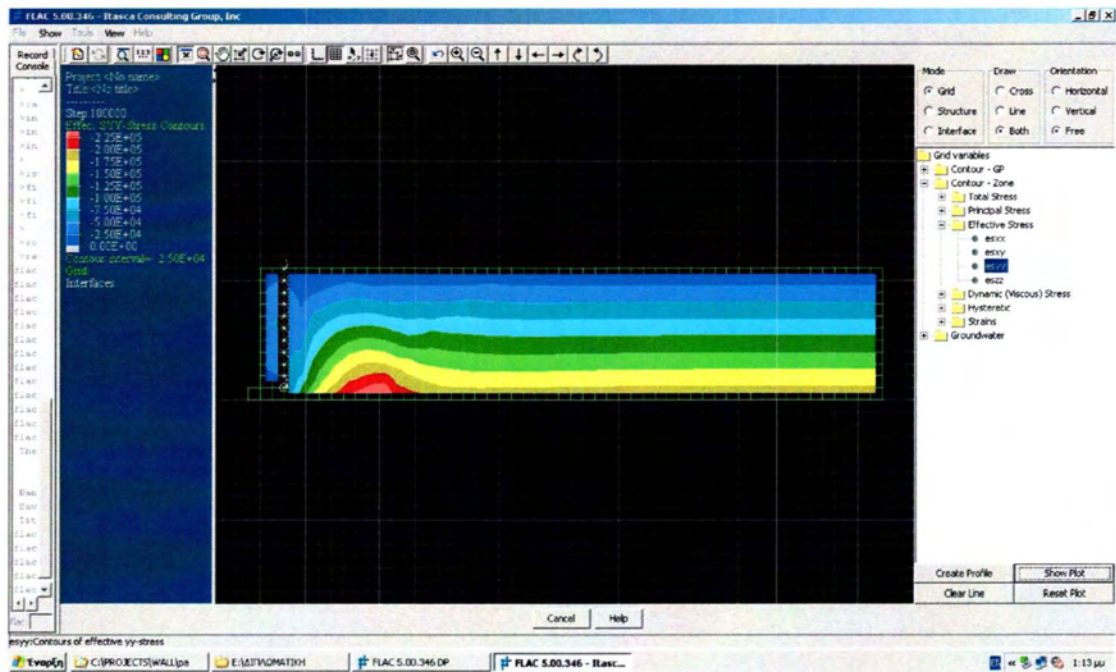 FLAC 5.00.346 - Itasca Consulting Group, Inc
File Show Tools View Help
Record
Console
Project <No name>
Title <No title>
Step 100000
Effec. SYY-Stress Contours
-2.25E+05
-2.00E+05
-1.75E+05
-1.50E+05
-1.25E+05
-1.00E+05
-7.50E+04
-5.00E+04
-2.50E+04
0.00E+00
Contour interval= 2.50E+04
Grid
Interfaces
Mode Draw Orientation
Grid Cross Horizontal
Structure Line Vertical
Interface Both Free
Grid variables
Contour - GP
Contour - Zone
Total Stress
Principal Stress
Effective Stress
esxx
esxy
esyy
eszz
Dynamic (Viscous) Stress
Hysteretic
Strains
Groundwater
Create Profile Show Plot
Clear Line Reset Plot
Cancel Help
esyy:Contours of effective yy-stress
Έναρξη C:\PROJECTS\WALL\pa E:\ΔΙΠΛΩΜΑΤΙΚΗ FLAC 5.00.346 DP FLAC 5.00.346 - Itasc... 1:13 μμ